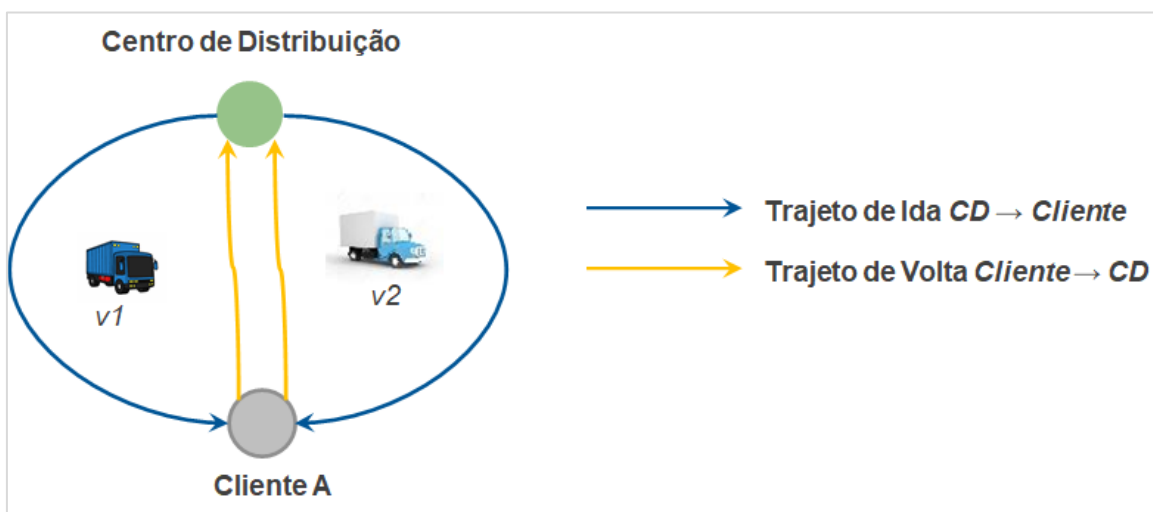 Centro de Distribuição
v1
v2
Cliente A
Trajeto de Ida CD → Cliente
Trajeto de Volta Cliente → CD